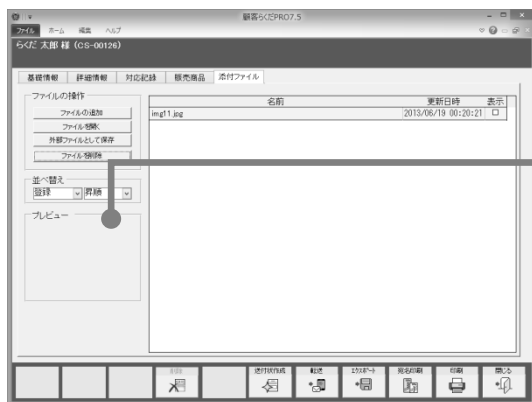 顧客らくだPRO7.5
ファイル ホーム 編集 ヘルプ
らくだ 太郎 様 (CS-00126)
基礎情報 詳細情報 対応記録 販売商品 添付ファイル
ファイルの操作
ファイルの追加
ファイルを開く
外部ファイルとして保存
ファイルを削除
並べ替え
登録 昇順
プレビュー
名前 更新日時 表示
img11.jpg 2013/06/19 00:20:21
削除 送付状作成 転送 エクスポート 宛名印刷 印刷 閉じる